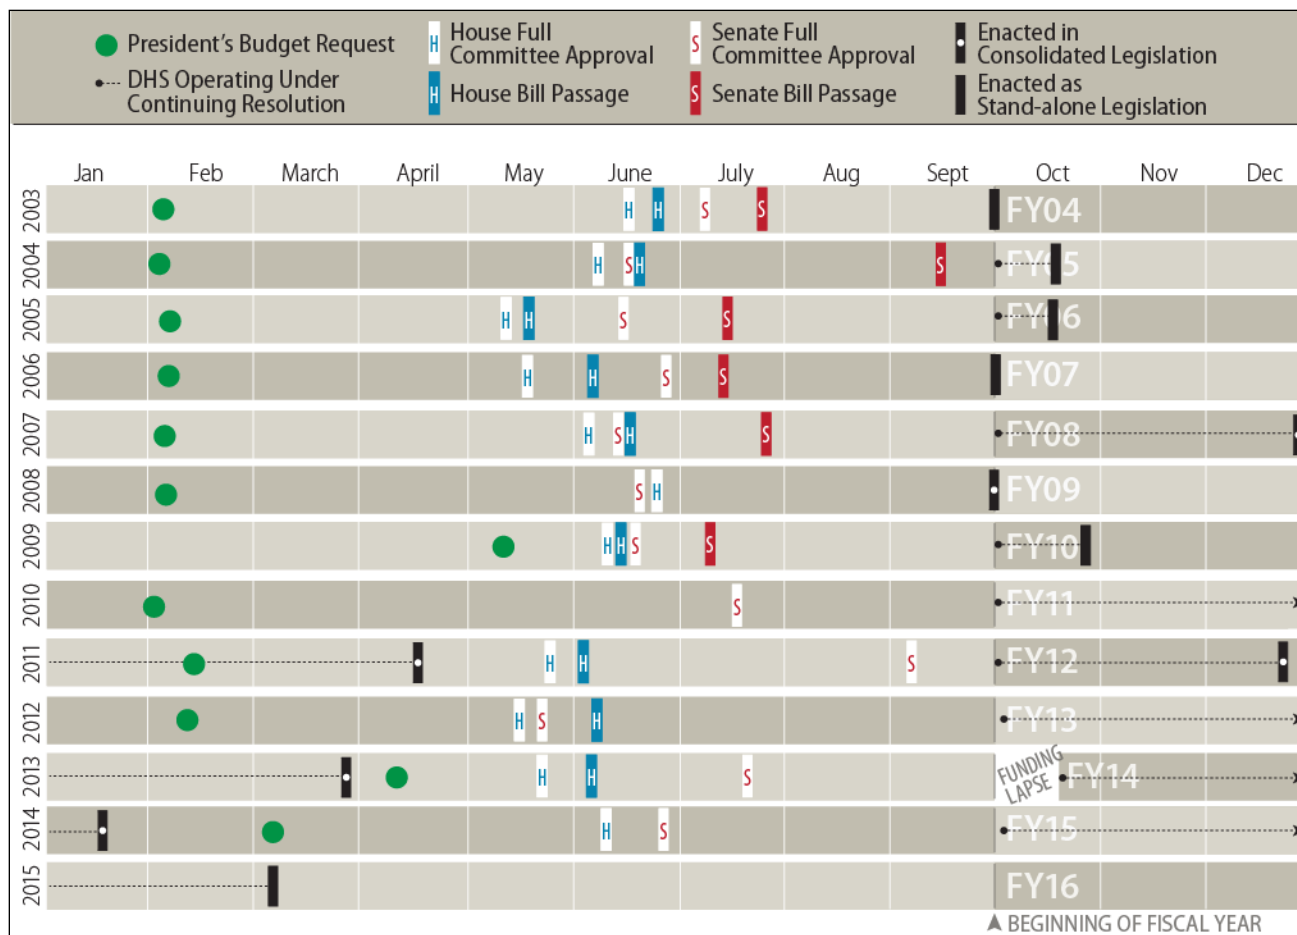 President's Budget Request
DHS Operating Under
Continuing Resolution
H House Full
Committee Approval
H House Bill Passage
S Senate Full
Committee Approval
S Senate Bill Passage
Enacted in
Consolidated Legislation
Enacted as
Stand-alone Legislation
Jan Feb March April May June July Aug Sept Oct Nov Dec
2003 H H S S FY04
2004 H S H S FY05
2005 H H S S FY06
2006 H H S S FY07
2007 H S H S FY08
2008 S H FY09
2009 H H S S FY10
2010 S FY11
2011 H H S FY12
2012 H S H FY13
2013 H H S FUNDING LAPSE FY14
2014 H S FY15
2015 FY16
BEGINNING OF FISCAL YEAR